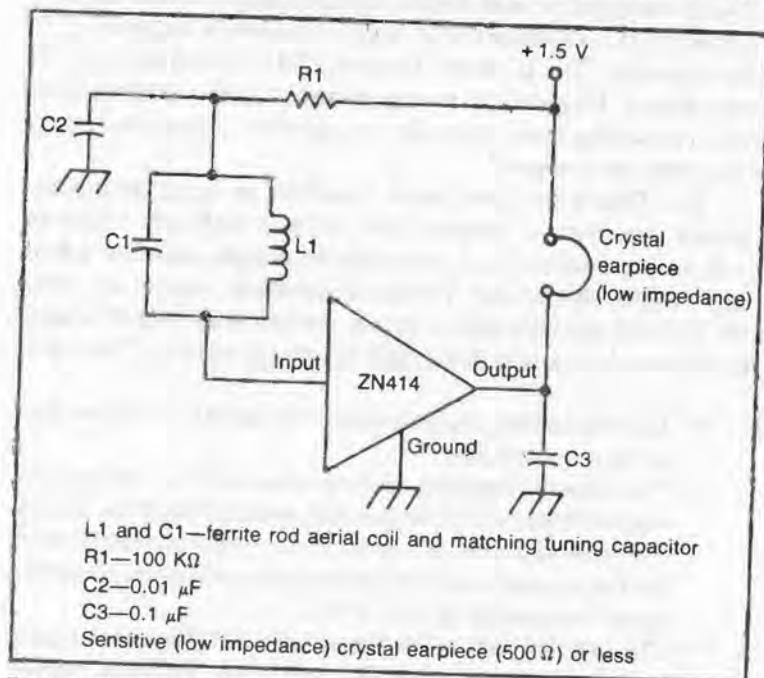 + 1.5 V
R1
C2
C1
L1
Crystal
earpiece
(low impedance)
Input
ZN414
Output
Ground
C3
L1 and C1—ferrite rod aerial coil and matching tuning capacitor
R1—100 KΩ
C2—0.01 μF
C3—0.1 μF
Sensitive (low impedance) crystal earpiece (500 Ω) or less